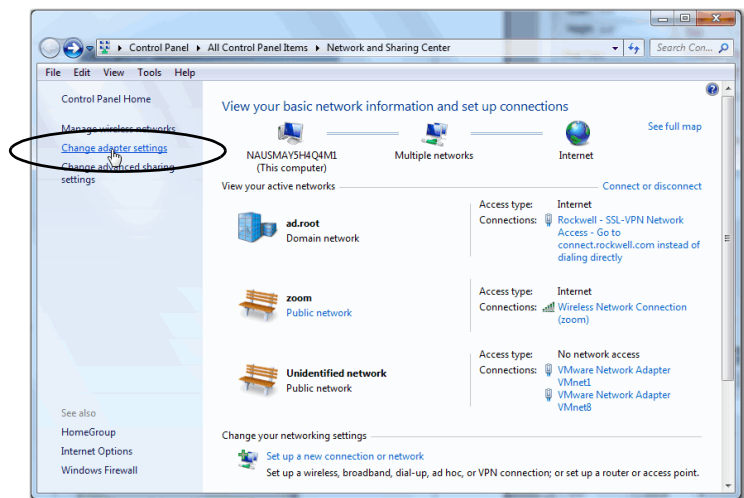 Control Panel ▸ All Control Panel Items ▸ Network and Sharing Center
Search Con...
File Edit View Tools Help
Control Panel Home
Manage wireless networks
Change adapter settings
Change advanced sharing
settings
See also
HomeGroup
Internet Options
Windows Firewall
View your basic network information and set up connections
See full map
NAUSMAY5H4Q4M1
(This computer)
Multiple networks
Internet
View your active networks
Connect or disconnect
ad.root
Domain network
Access type: Internet
Connections: Rockwell - SSL-VPN Network
Access - Go to
connect.rockwell.com instead of
dialing directly
zoom
Public network
Access type: Internet
Connections: Wireless Network Connection
(zoom)
Unidentified network
Public network
Access type: No network access
Connections: VMware Network Adapter
VMnet1
VMware Network Adapter
VMnet8
Change your networking settings
Set up a new connection or network
Set up a wireless, broadband, dial-up, ad hoc, or VPN connection; or set up a router or access point.